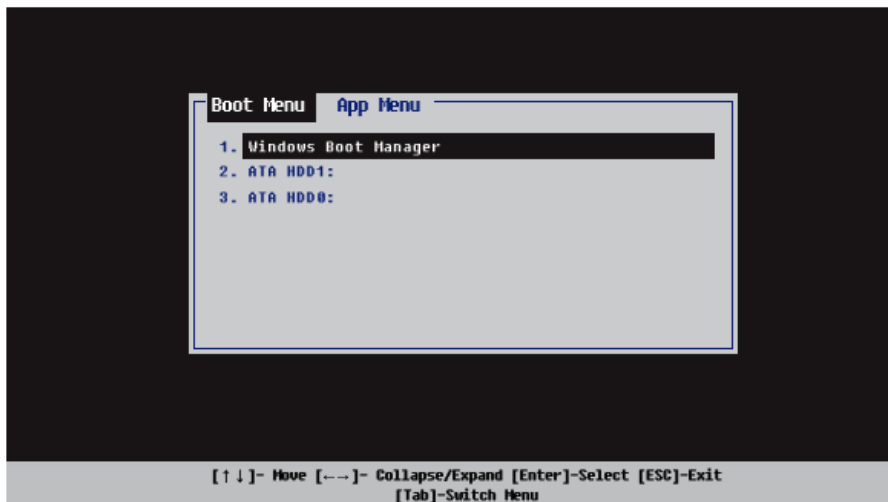 Boot Menu App Menu
1. Windows Boot Manager
2. ATA HDD1:
3. ATA HDD0:
[↑↓]- Move [←→]- Collapse/Expand [Enter]-Select [ESC]-Exit
[Tab]-Switch Menu